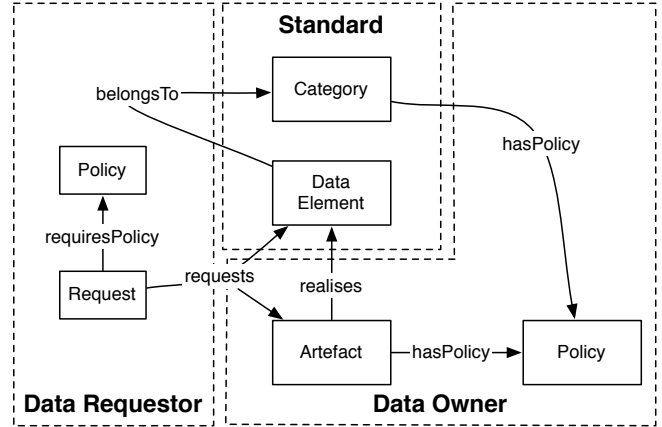 Standard
Category
belongsTo
hasPolicy
Policy
Data
Element
requiresPolicy
requests
Request
realises
Artefact
hasPolicy
Policy
Data Requestor
Data Owner